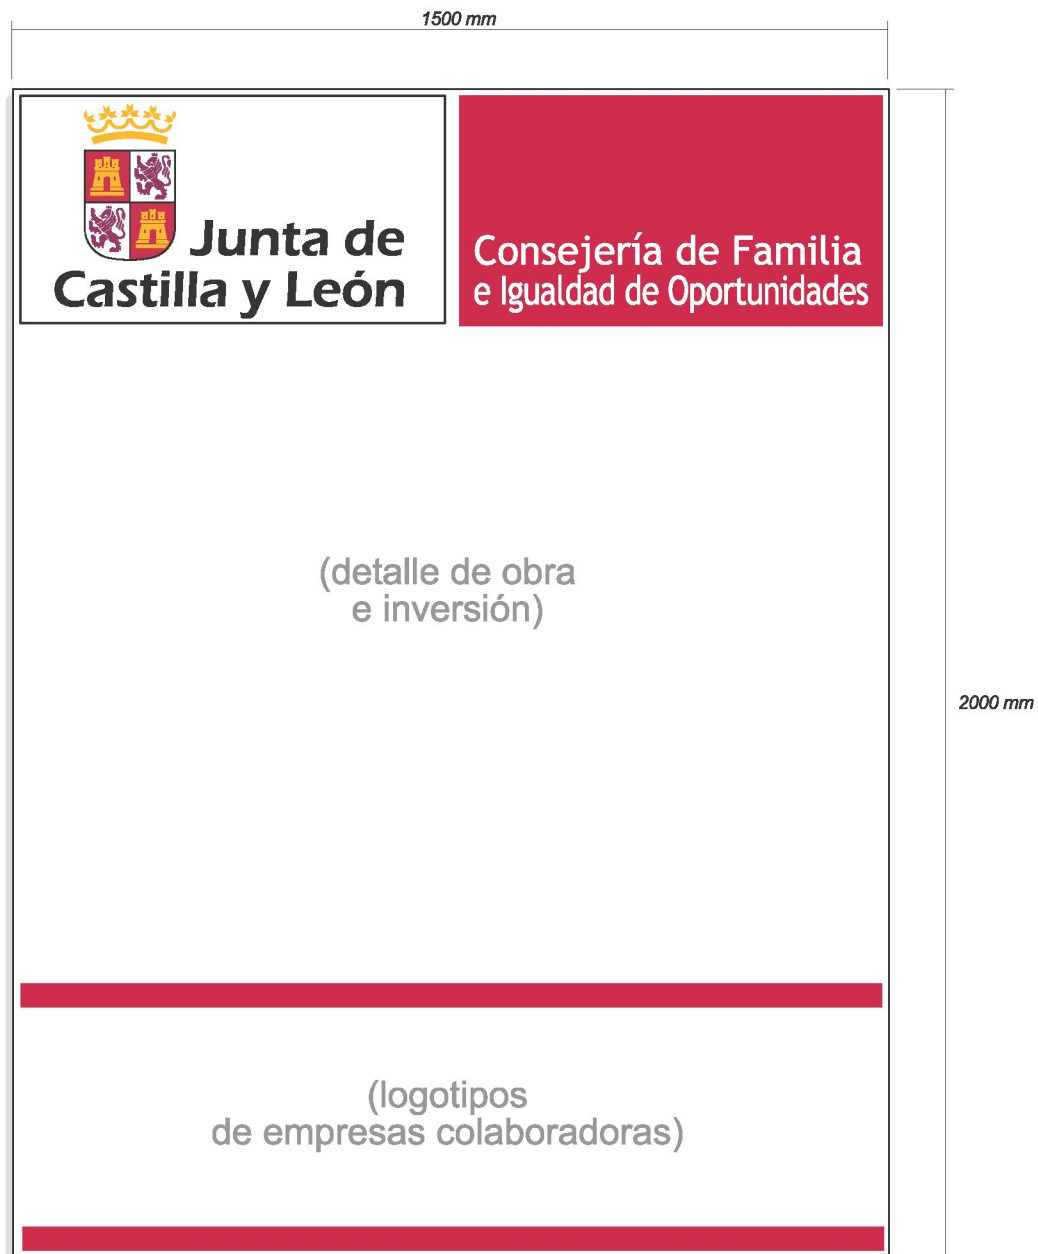 1500 mm
Junta de
Castilla y León
Consejería de Familia
e Igualdad de Oportunidades
(detalle de obra
e inversión)
2000 mm
(logotipos
de empresas colaboradoras)